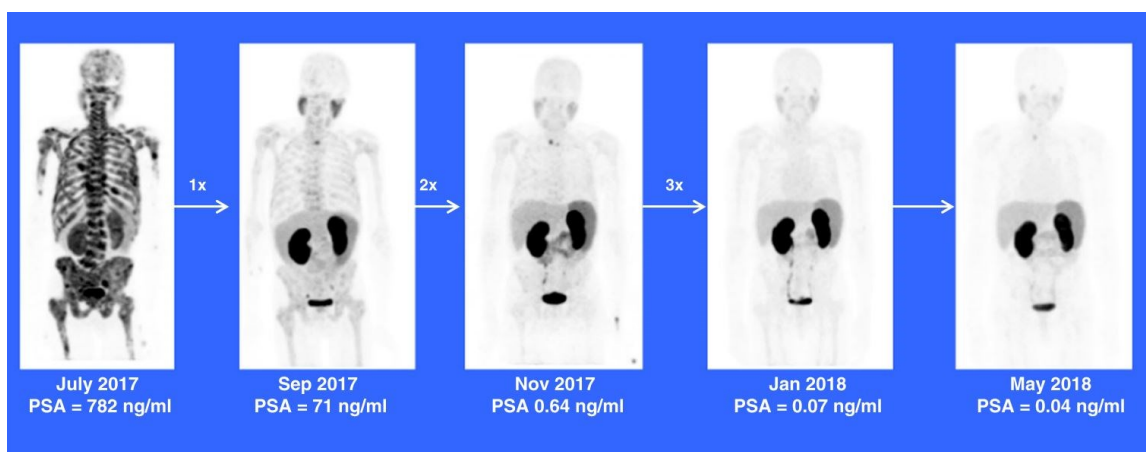 1x
2x
3x
July 2017
PSA = 782 ng/ml
Sep 2017
PSA = 71 ng/ml
Nov 2017
PSA 0.64 ng/ml
Jan 2018
PSA = 0.07 ng/ml
May 2018
PSA = 0.04 ng/ml